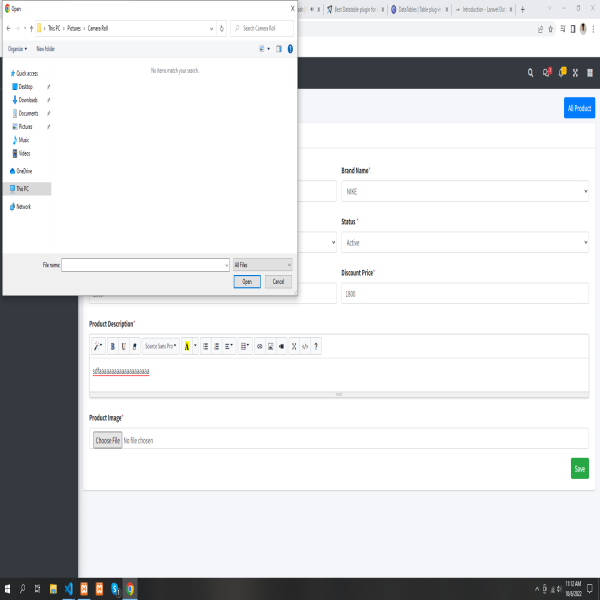 Open
This PC
Pictures
Camera Roll
Search Camera Roll
Organize
New folder
No items match your search.
Quick access
Desktop
Downloads
Documents
Pictures
Music
Videos
OneDrive
This PC
Network
File name:
All Files
Open
Cancel
Best Datatable plugin for
DataTables | Table plug-i
Introduction - Laravel Dat
All Product
Brand Name*
NIKE
Status *
Active
Discount Price*
1800
Product Description*
B U
Source Sans Pro
A
</> ?
sdfaaaaaaaaaaaaaaaaaaa
Product Image*
Choose File No file chosen
Save
11:12 AM
10/6/2022